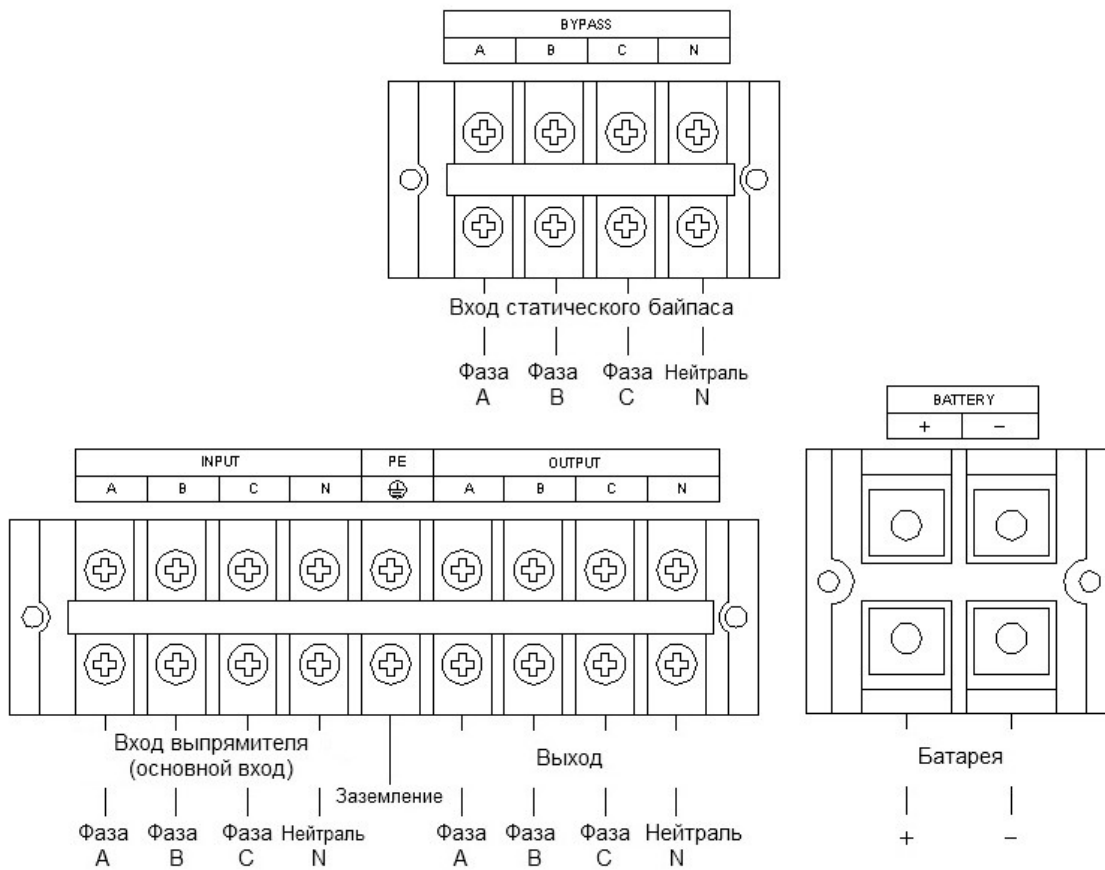 BYPASS
A B C N
Вход статического байпаса
Фаза Фаза Фаза Нейтраль
A B C N
BATTERY
+ −
INPUT PE OUTPUT
A B C N A B C N
Вход выпрямителя
(основной вход)
Выход
Батарея
Заземление
Фаза Фаза Фаза Нейтраль Фаза Фаза Фаза Нейтраль
A B C N A B C N
+ −